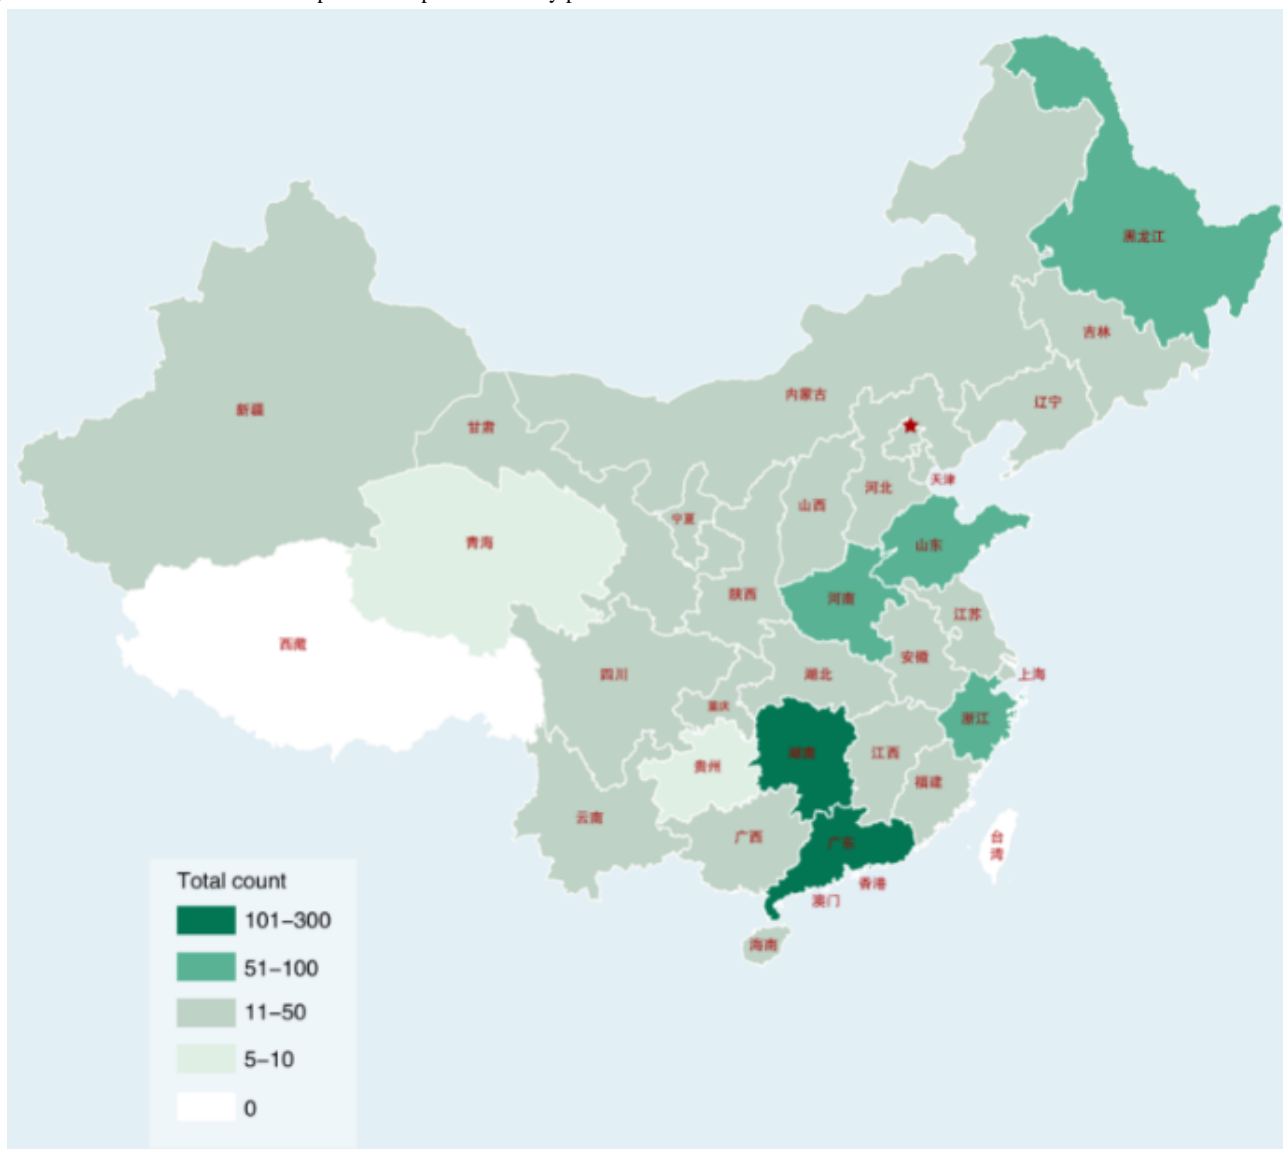 黑龙江
吉林
辽宁
内蒙古
新疆
甘肃
天津
河北
山西
宁夏
青海
山东
陕西
河南
江苏
西藏
四川
湖北
安徽
上海
重庆
浙江
湖南
江西
贵州
福建
云南
广西
广东
台
湾
香港
澳门
海南
Total count
101–300
51–100
11–50
5–10
0